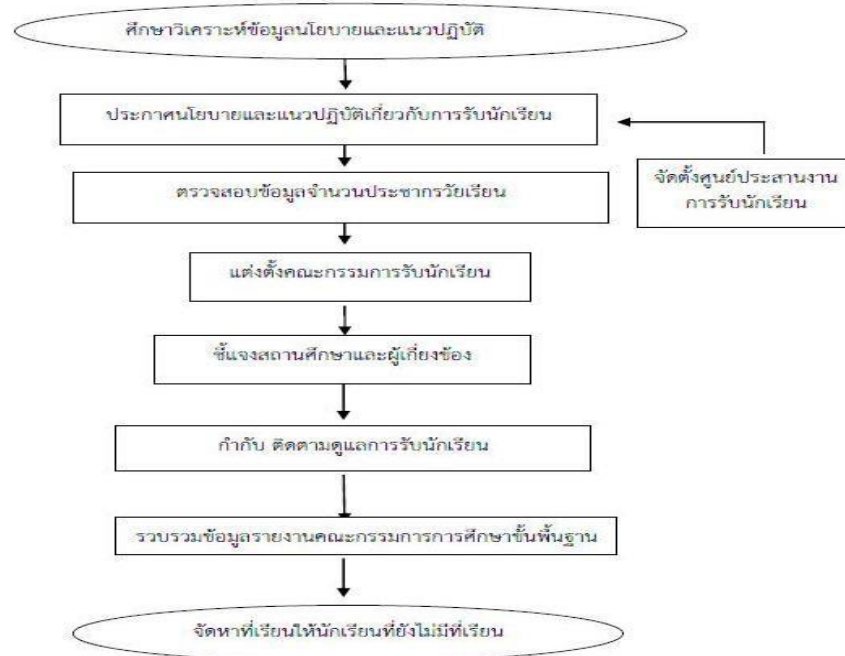 ศึกษาวิเคราะห์ข้อมูลนโยบายและแนวปฏิบัติ
ประกาศนโยบายและแนวปฏิบัติเกี่ยวกับการรับนักเรียน
จัดตั้งศูนย์ประสานงาน
การรับนักเรียน
ตรวจสอบข้อมูลจำนวนประชากรวัยเรียน
แต่งตั้งคณะกรรมการรับนักเรียน
ชี้แจงสถานศึกษาและผู้เกี่ยงข้อง
กำกับ ติดตามดูแลการรับนักเรียน
รวบรวมข้อมูลรายงานคณะกรรมการการศึกษาขั้นพื้นฐาน
จัดหาที่เรียนให้นักเรียนที่ยังไม่มีที่เรียน